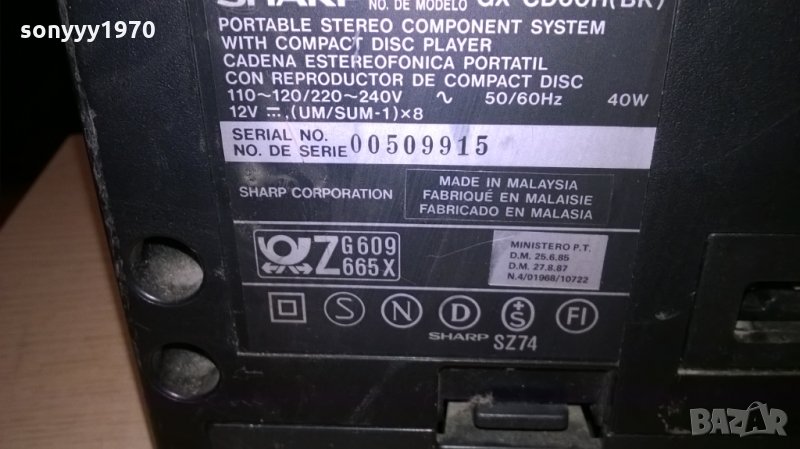 sonyyy1970
SHARP NO. DE MODELO
PORTABLE STEREO COMPONENT SYSTEM
WITH COMPACT DISC PLAYER
CADENA ESTEREOFONICA PORTATIL
CON REPRODUCTOR DE COMPACT DISC
110~120/220~240V ~ 50/60Hz 40W
12V ⎓, (UM/SUM-1)×8
SERIAL NO.
NO. DE SERIE 00509915
SHARP CORPORATION
MADE IN MALAYSIA
FABRIQUÉ EN MALAISIE
FABRICADO EN MALASIA
Z G609
665X
MINISTERO P.T.
D.M. 25.6.85
D.M. 27.8.87
N.4/01968/10722
S N D +S FI
SHARP SZ74
BAZAR